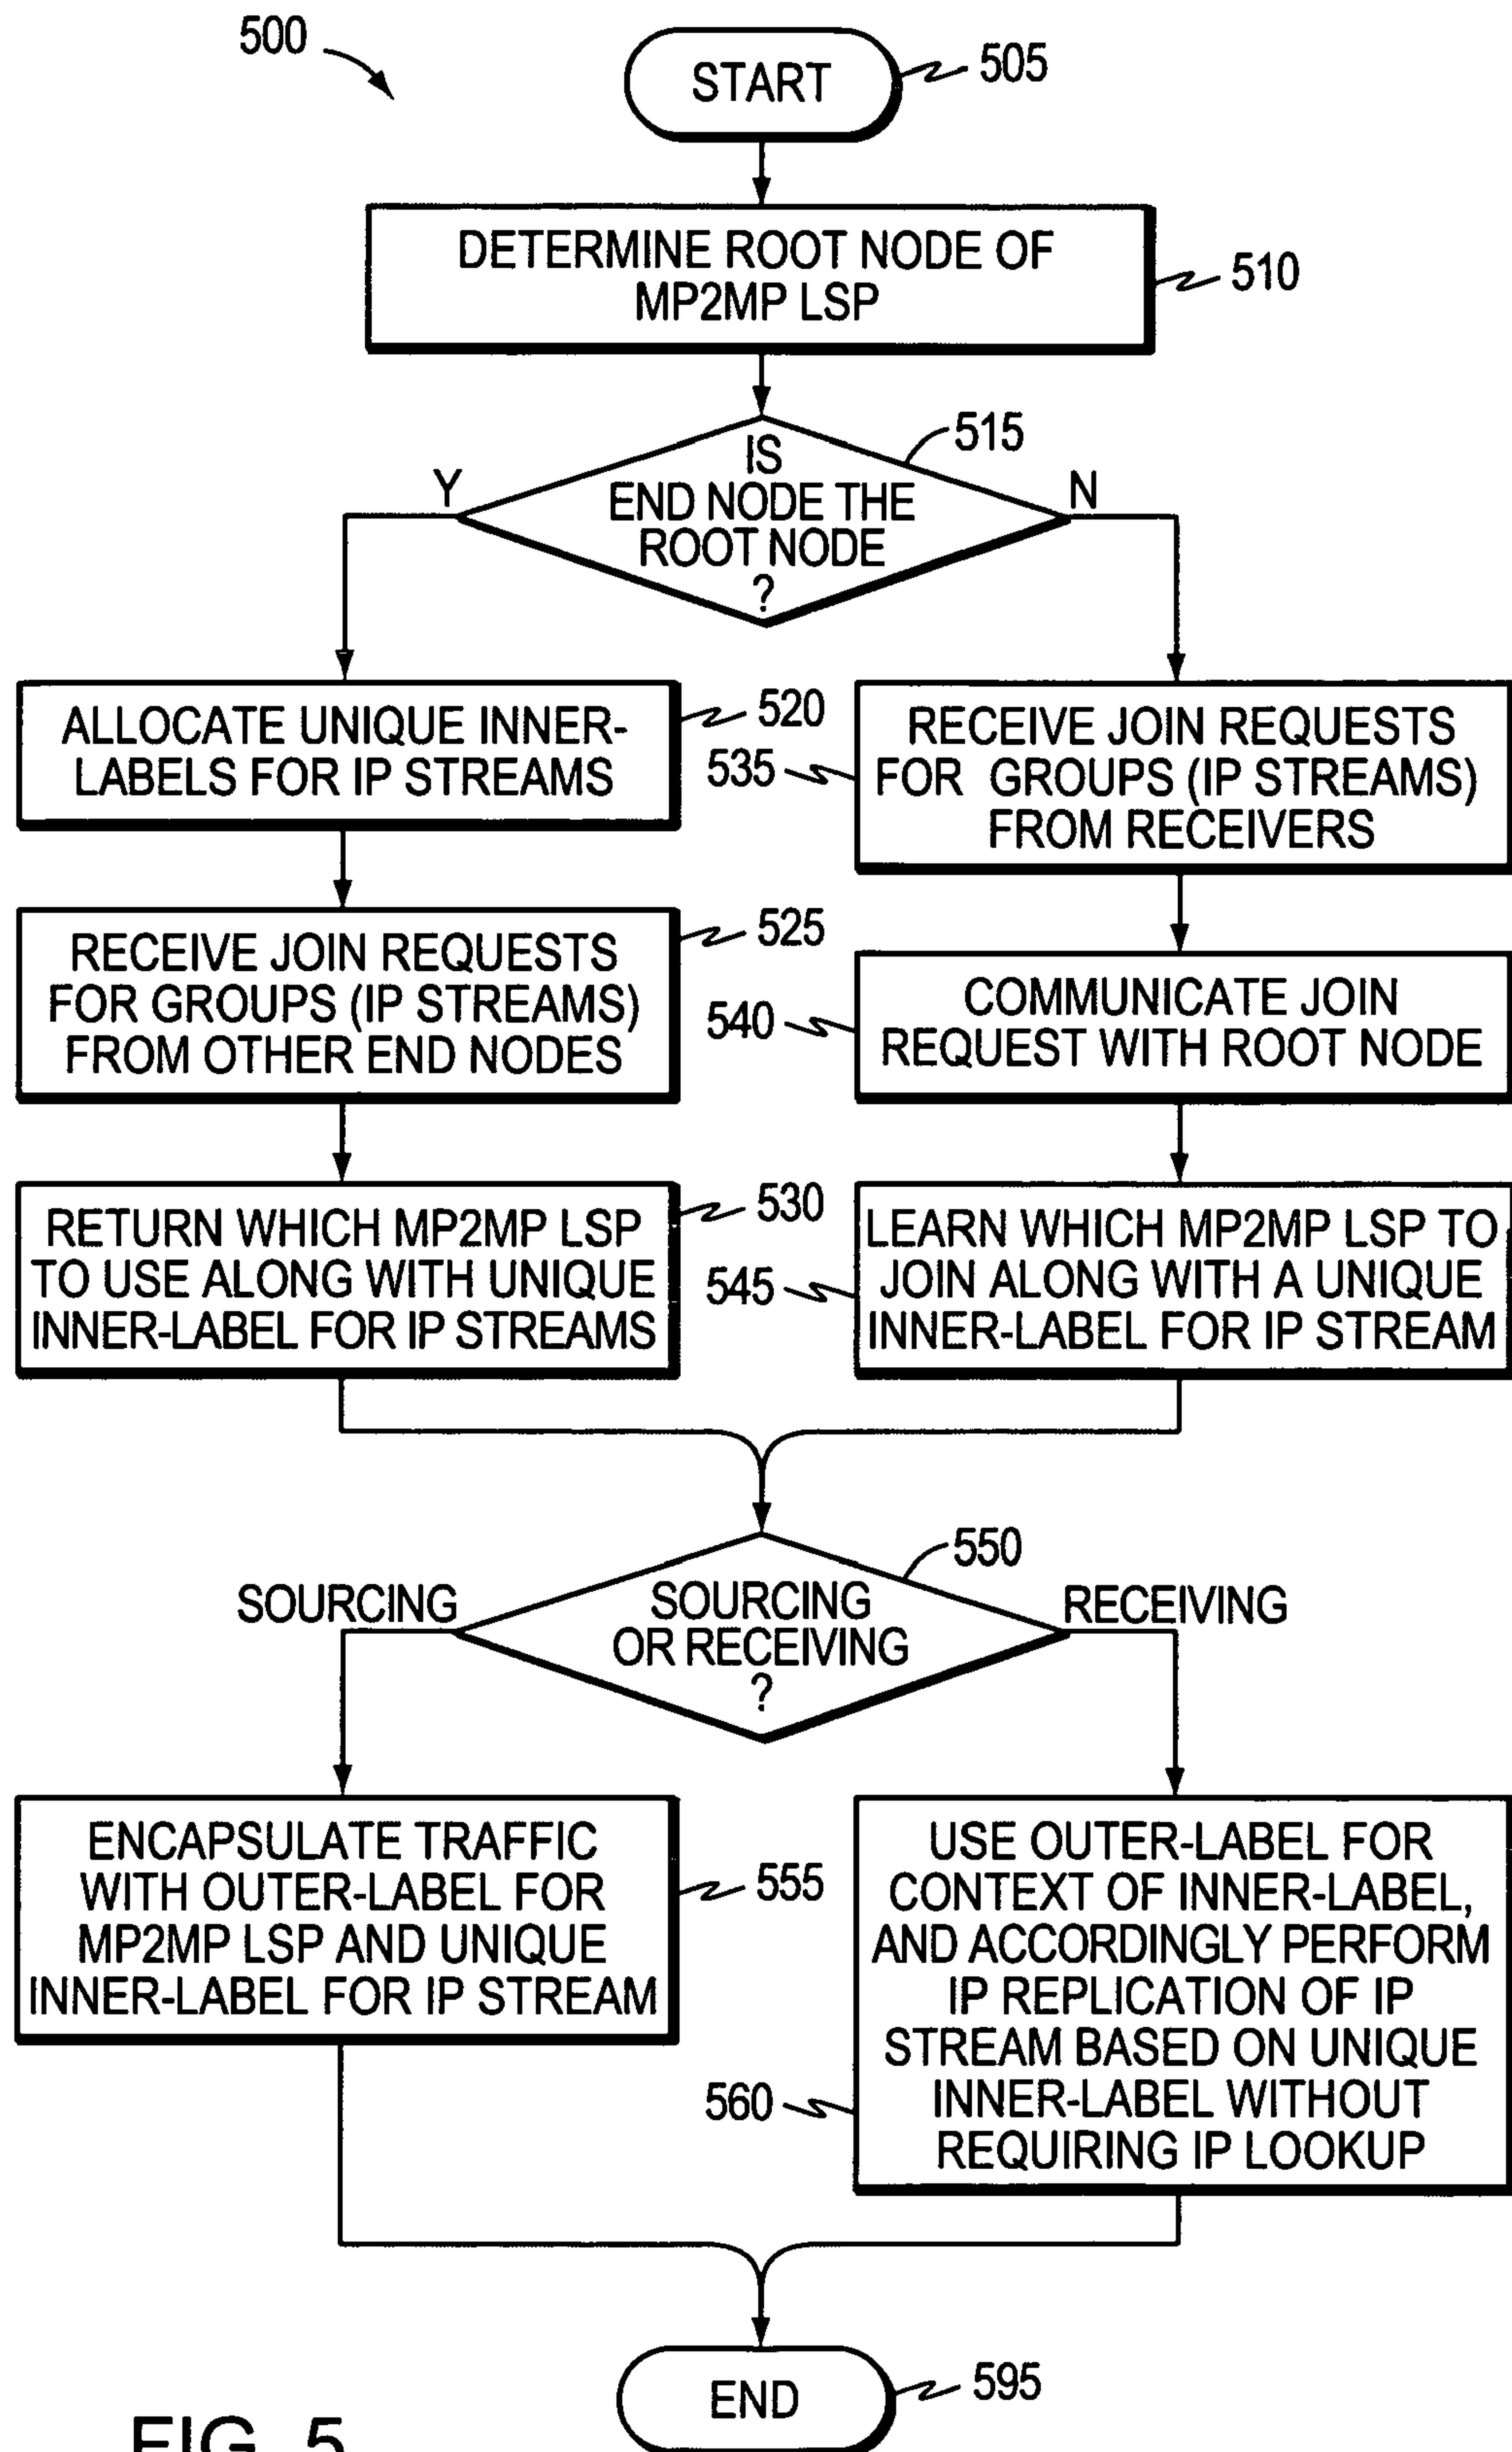 500
START
505
DETERMINE ROOT NODE OF
MP2MP LSP
510
515
IS
END NODE THE
ROOT NODE
?
Y
N
ALLOCATE UNIQUE INNER-
LABELS FOR IP STREAMS
520
535
RECEIVE JOIN REQUESTS
FOR GROUPS (IP STREAMS)
FROM RECEIVERS
RECEIVE JOIN REQUESTS
FOR GROUPS (IP STREAMS)
FROM OTHER END NODES
525
540
COMMUNICATE JOIN
REQUEST WITH ROOT NODE
RETURN WHICH MP2MP LSP
TO USE ALONG WITH UNIQUE
INNER-LABEL FOR IP STREAMS
530
545
LEARN WHICH MP2MP LSP TO
JOIN ALONG WITH A UNIQUE
INNER-LABEL FOR IP STREAM
550
SOURCING
SOURCING
OR RECEIVING
?
RECEIVING
ENCAPSULATE TRAFFIC
WITH OUTER-LABEL FOR
MP2MP LSP AND UNIQUE
INNER-LABEL FOR IP STREAM
555
560
USE OUTER-LABEL FOR
CONTEXT OF INNER-LABEL,
AND ACCORDINGLY PERFORM
IP REPLICATION OF IP
STREAM BASED ON UNIQUE
INNER-LABEL WITHOUT
REQUIRING IP LOOKUP
END
595
FIG. 5